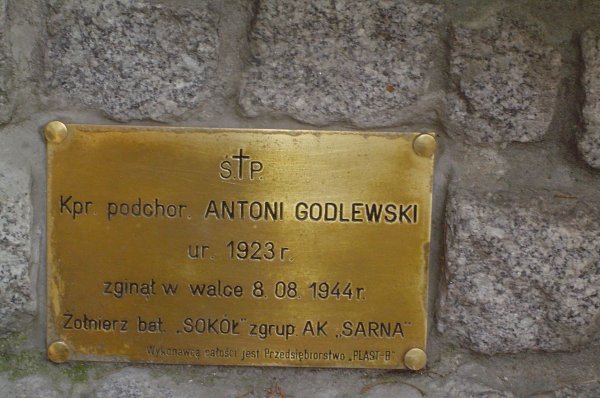 Ś.†P.
Kpr. podchor. ANTONI GODLEWSKI
ur. 1923 r.
zginął w walce 8. 08. 1944 r.
Żołnierz bat. „SOKÓŁ" zgrup. AK „SARNA"
Wykonawcą całości jest Przedsiębiorstwo „PLAST-B"